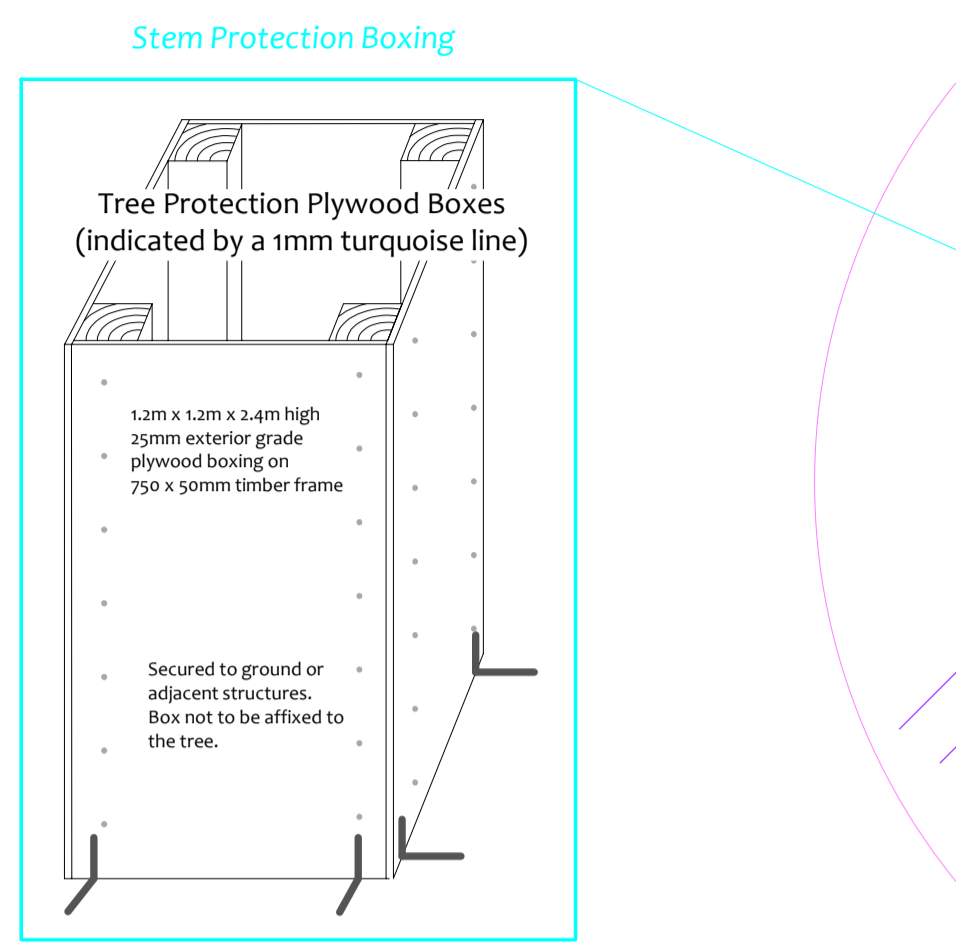 Stem Protection Boxing
Tree Protection Plywood Boxes
(indicated by a 1mm turquoise line)
1.2m x 1.2m x 2.4m high
25mm exterior grade
plywood boxing on
750 x 50mm timber frame
Secured to ground or
adjacent structures.
Box not to be affixed to
the tree.